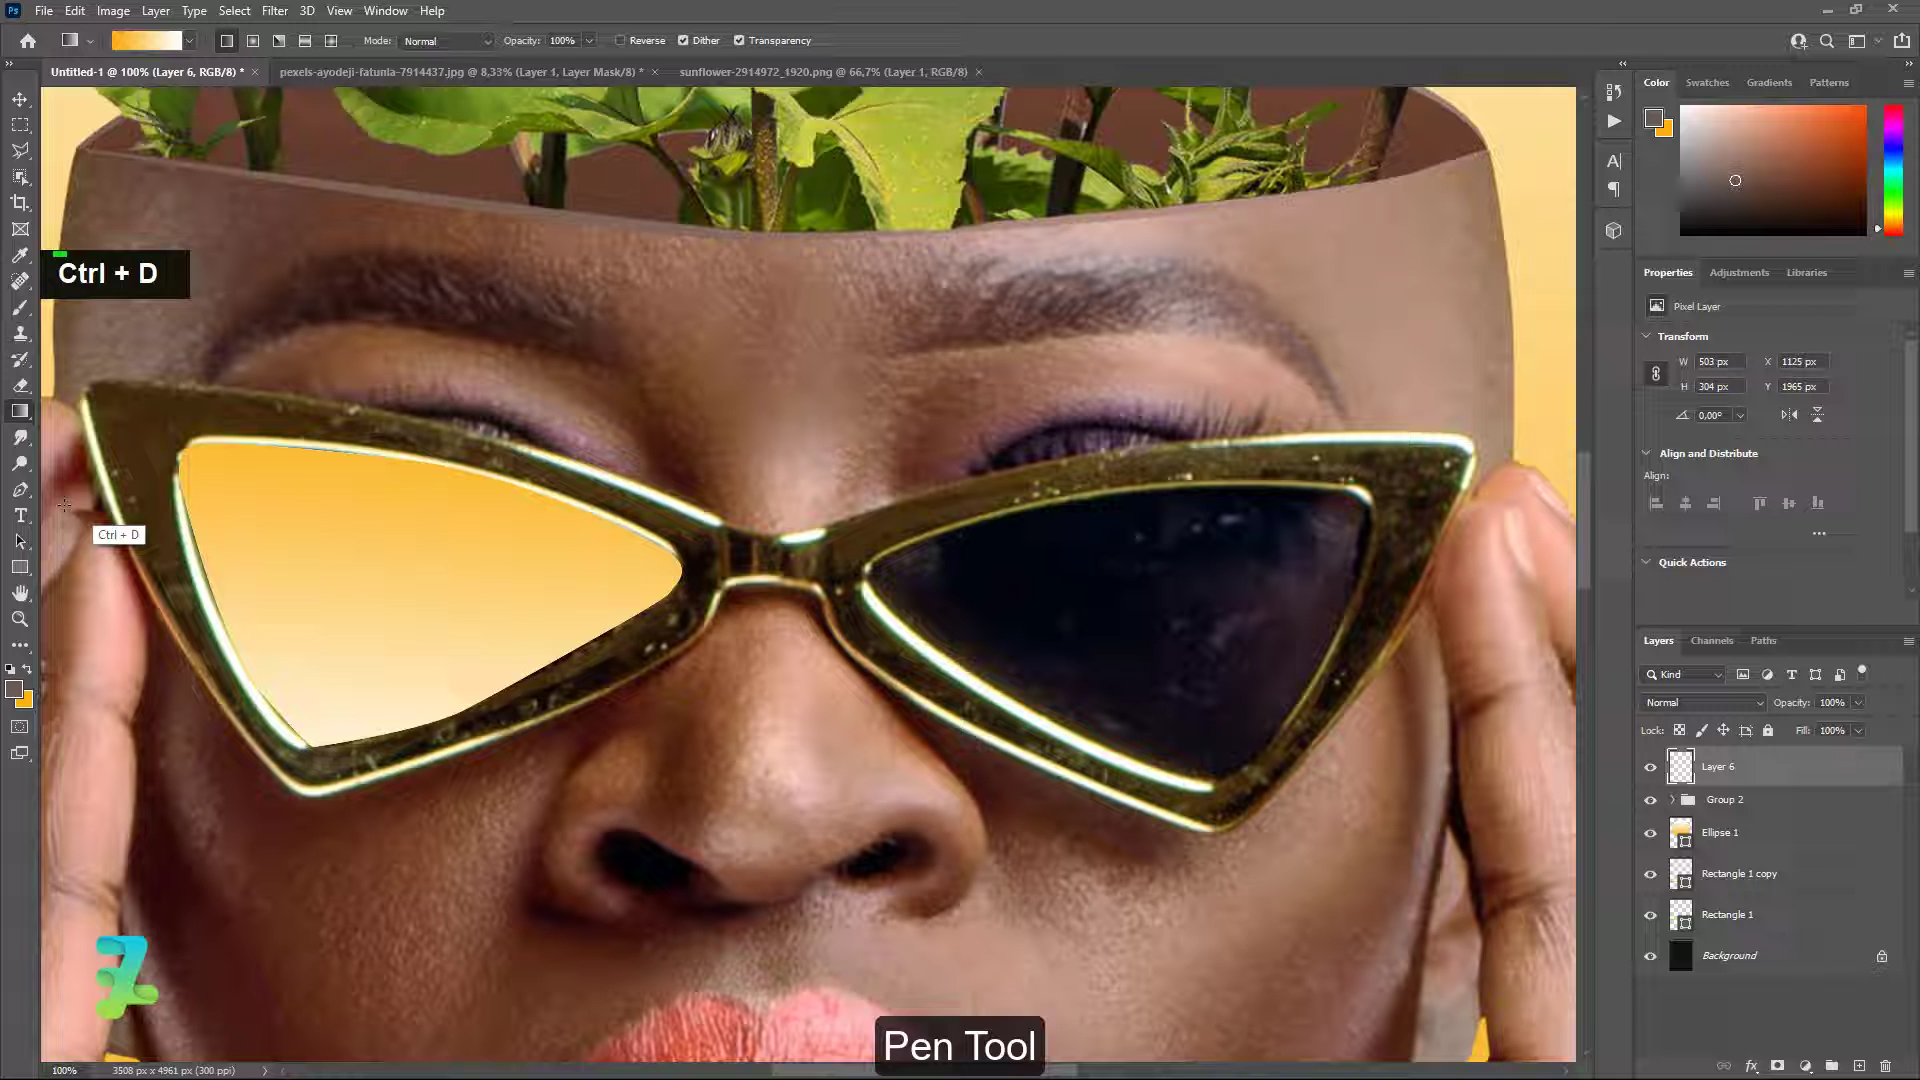 Ps File Edit Image Layer Type Select Filter 3D View Window Help
Mode: Normal Opacity: 100% Reverse Dither Transparency
Untitled-1 @ 100% (Layer 6, RGB/8) * × pexels-ayodeji-fatunla-7914437.jpg @ 8,33% (Layer 1, Layer Mask/8) * × sunflower-2914972_1920.png @ 66,7% (Layer 1, RGB/8) ×
Color Swatches Gradients Patterns
Ctrl + D
Properties Adjustments Libraries
Pixel Layer
Transform
W 503 px X 1125 px
H 304 px Y 1965 px
0,00°
Align and Distribute
Align:
Ctrl + D
Quick Actions
Layers Channels Paths
Kind
Normal Opacity: 100%
Lock: Fill: 100%
Layer 6
Group 2
Ellipse 1
Rectangle 1 copy
Rectangle 1
Background
Pen Tool
100% 3508 px x 4961 px (300 ppi)